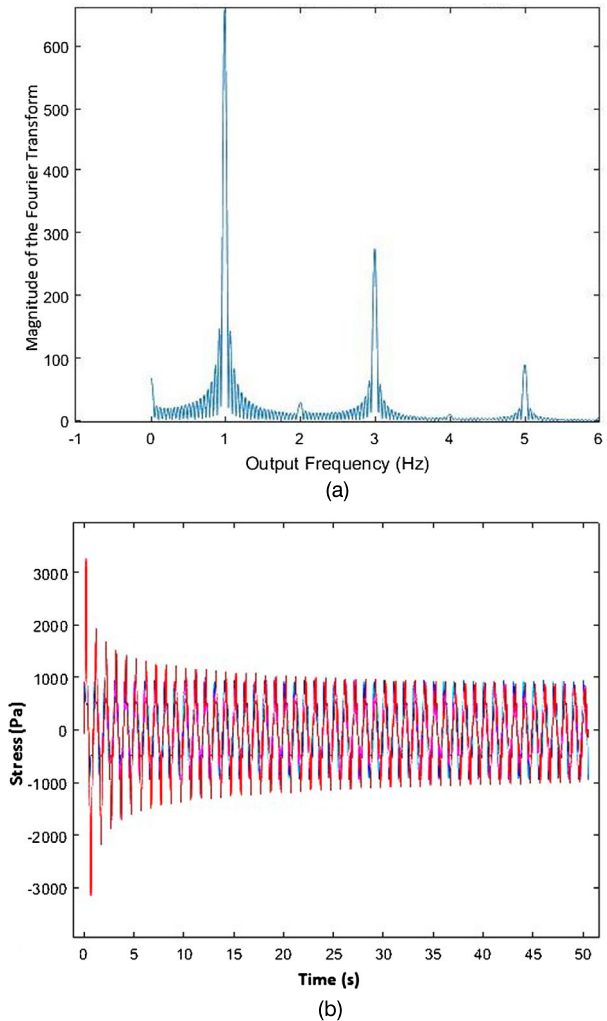 600
500
400
300
200
100
0
Magnitude of the Fourier Transform
-1 0 1 2 3 4 5 6
Output Frequency (Hz)
(a)
3000
2000
1000
0
-1000
-2000
-3000
Stress (Pa)
0 5 10 15 20 25 30 35 40 45 50
Time (s)
(b)